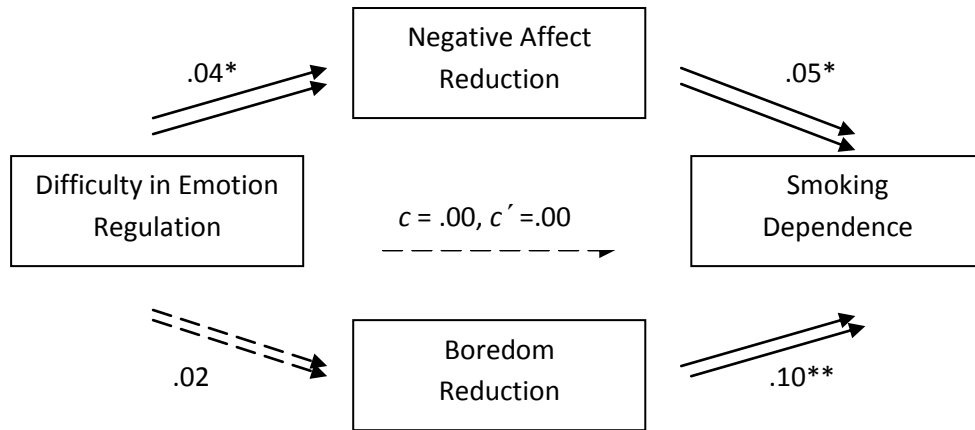 Negative Affect
Reduction
.04*
.05*
Difficulty in Emotion
Regulation
c = .00, c´ =.00
Smoking
Dependence
Boredom
Reduction
.02
.10**